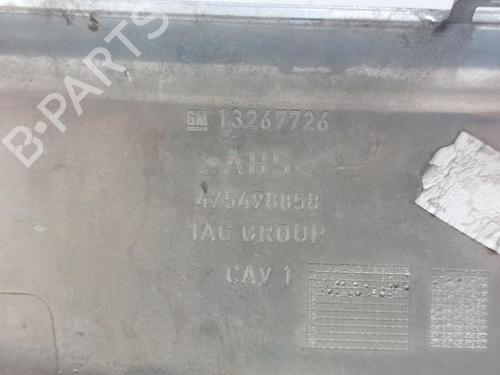 B-PARTS
GM 13267726
>ABS<
475498858
IAC GROUP
CAV 1